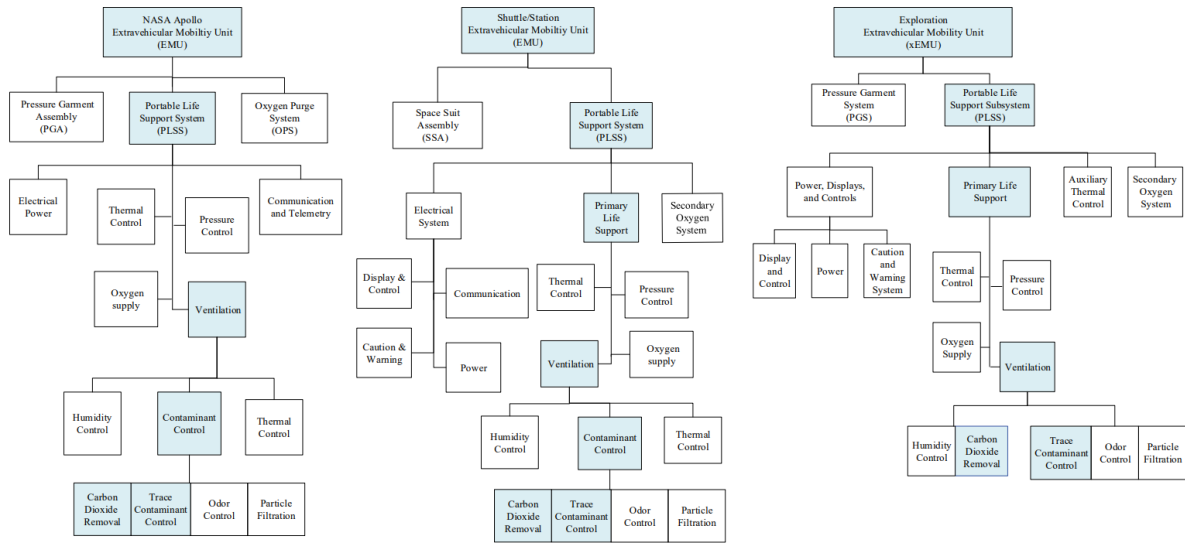 NASA Apollo
Extravehicular Mobiltiy Unit
(EMU)
Pressure Garment
Assembly
(PGA)
Portable Life
Support System
(PLSS)
Oxygen Purge
System
(OPS)
Electrical
Power
Thermal
Control
Pressure
Control
Communication
and Telemetry
Oxygen
supply
Ventilation
Humidity
Control
Contaminant
Control
Thermal
Control
Carbon
Dioxide
Removal
Trace
Contaminant
Control
Odor
Control
Particle
Filtration
Shuttle/Station
Extravehicular Mobiltiy Unit
(EMU)
Space Suit
Assembly
(SSA)
Portable Life
Support System
(PLSS)
Electrical
System
Primary
Life
Support
Secondary
Oxygen
System
Display &
Control
Communication
Thermal
Control
Pressure
Control
Caution &
Warning
Power
Ventilation
Oxygen
supply
Humidity
Control
Contaminant
Control
Thermal
Control
Carbon
Dioxide
Removal
Trace
Contaminant
Control
Odor
Control
Particle
Filtration
Exploration
Extravehicular Mobility Unit
(xEMU)
Pressure Garment
System
(PGS)
Portable Life
Support Subsystem
(PLSS)
Power, Displays,
and Controls
Primary Life
Support
Auxiliary
Thermal
Control
Secondary
Oxygen
System
Display
and
Control
Power
Caution
and
Warning
System
Thermal
Control
Pressure
Control
Oxygen
Supply
Ventilation
Humidity
Control
Carbon
Dioxide
Removal
Trace
Contaminant
Control
Odor
Control
Particle
Filtration